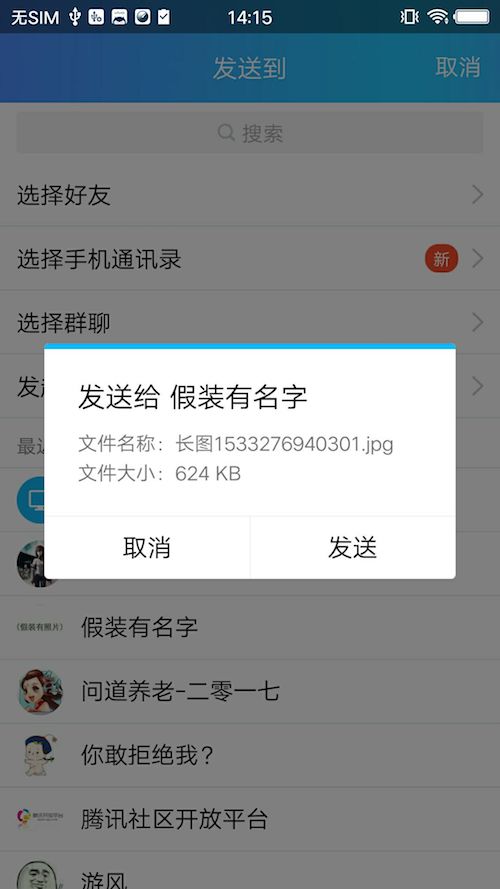 无SIM
14:15
发送到
取消
搜索
选择好友
选择手机通讯录
新
选择群聊
发
最近
发送给 假装有名字
文件名称：长图1533276940301.jpg
文件大小：624 KB
取消
发送
(假装有照片)
假装有名字
问道养老-二零一七
你敢拒绝我？
腾讯社区开放平台
游风